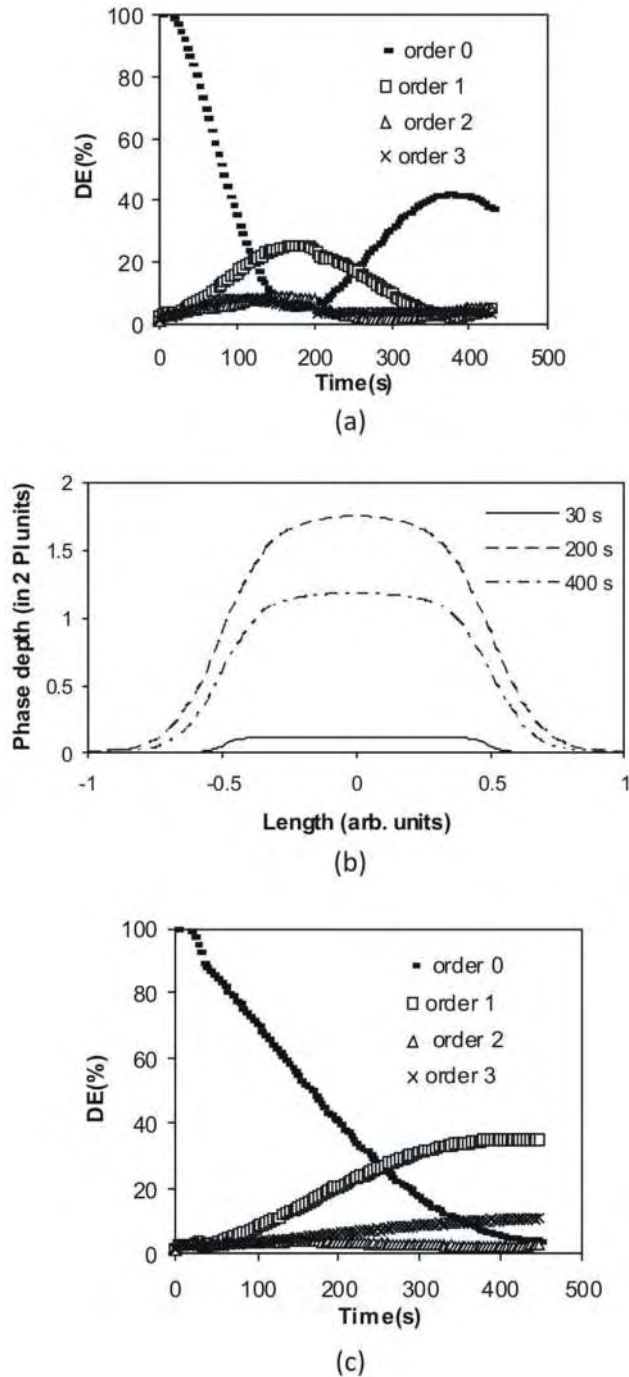 100
80
60
40
20
0
DE(%)
order 0
order 1
order 2
order 3
0 100 200 300 400 500
Time(s)
(a)
2
1.5
1
0.5
0
Phase depth (in2 PI units)
30 s
200 s
400 s
-1 -0.5 0 0.5 1
Length (arb. units)
(b)
100
80
60
40
20
0
DE(%)
order 0
order 1
order 2
order 3
0 100 200 300 400 500
Time(s)
(c)